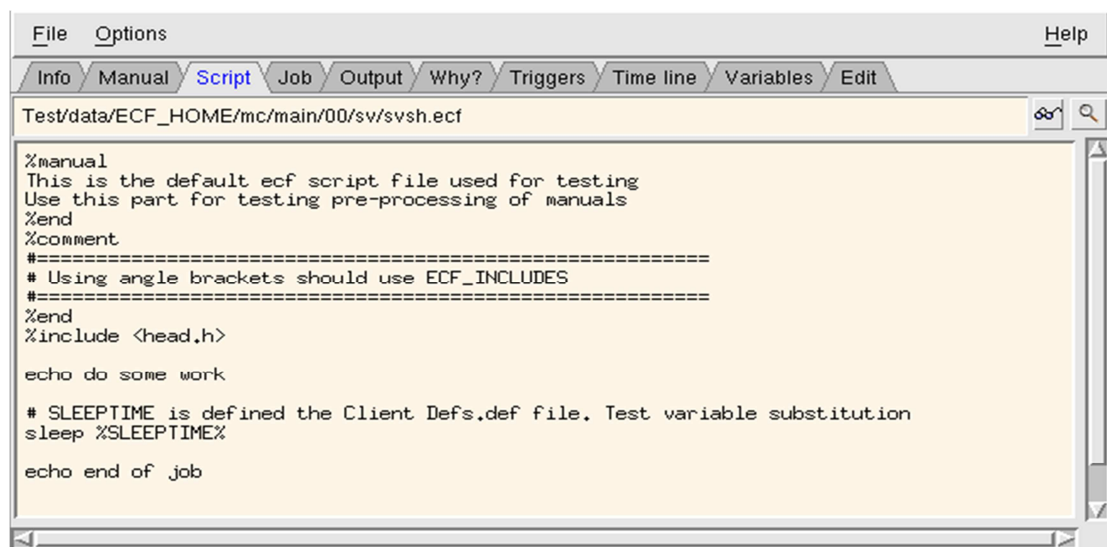 File Options Help
Info Manual Script Job Output Why? Triggers Time line Variables Edit
Test/data/ECF_HOME/mc/main/00/sv/svsh.ecf
%manual
This is the default ecf script file used for testing
Use this part for testing pre-processing of manuals
%end
%comment
#=========================================================
# Using angle brackets should use ECF_INCLUDES
#=========================================================
%end
%include <head.h>
echo do some work
# SLEEPTIME is defined the Client Defs.def file. Test variable substitution
sleep %SLEEPTIME%
echo end of job